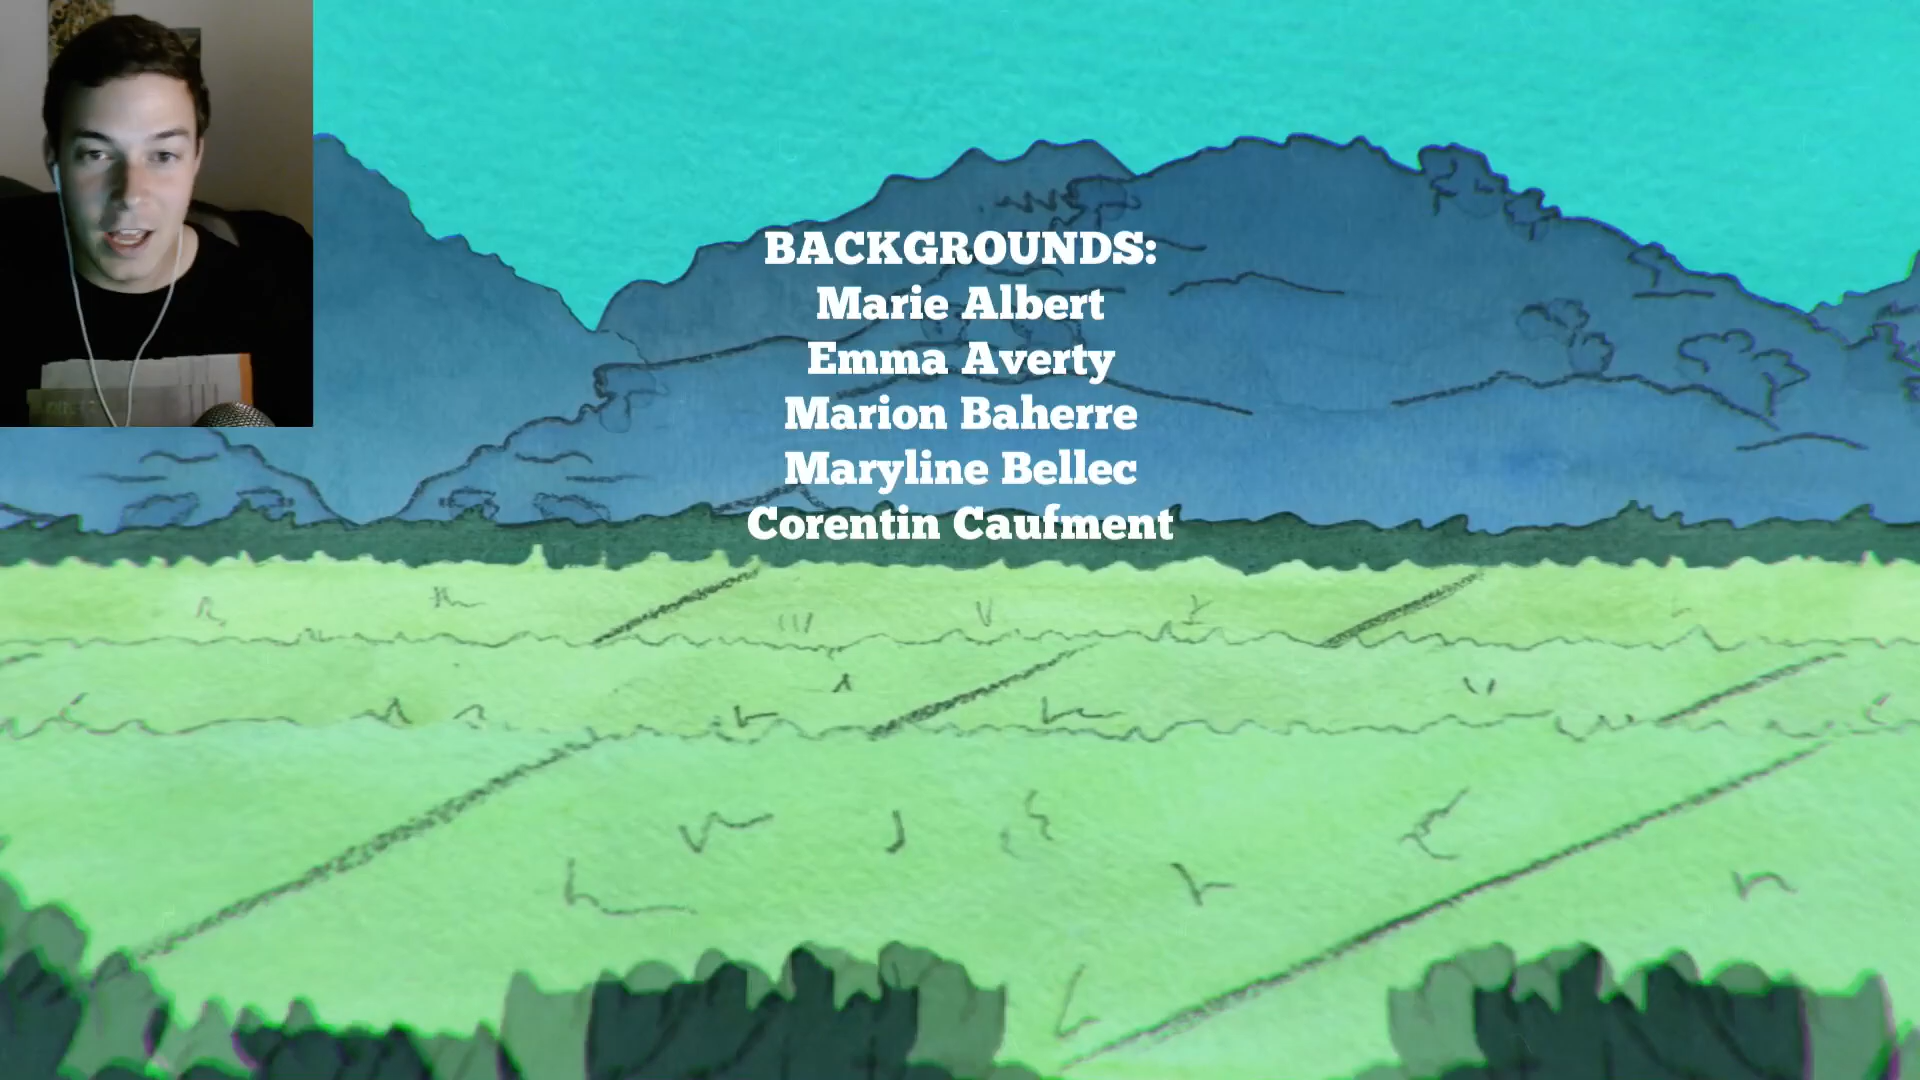 BACKGROUNDS:
Marie Albert
Emma Averty
Marion Baherre
Maryline Bellec
Corentin Caufment